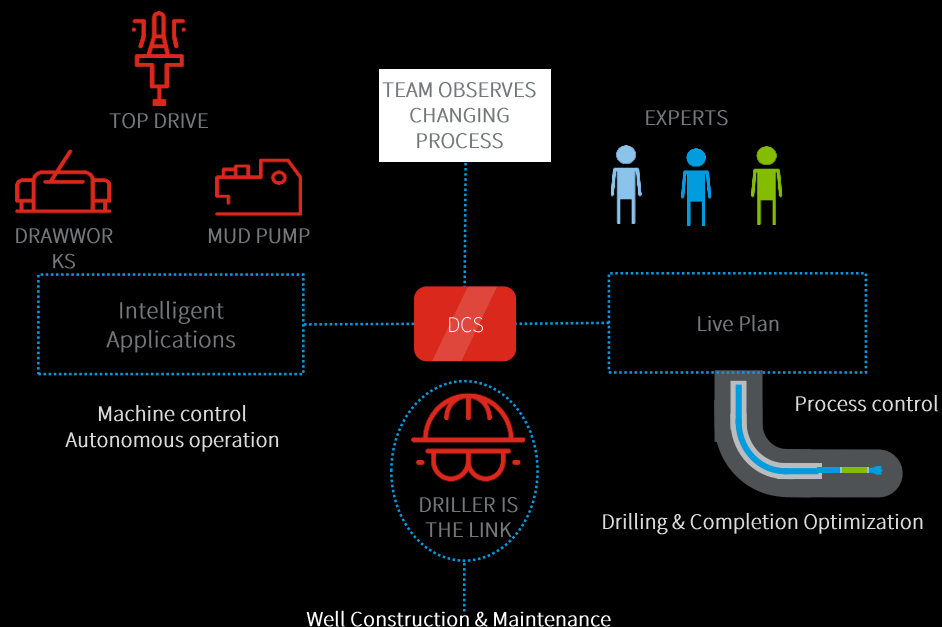 TOP DRIVE
TEAM OBSERVES
CHANGING
PROCESS
EXPERTS
DRAWWOR
KS
MUD PUMP
Intelligent
Applications
DCS
Live Plan
Machine control
Autonomous operation
Process control
DRILLER IS
THE LINK
Drilling & Completion Optimization
Well Construction & Maintenance